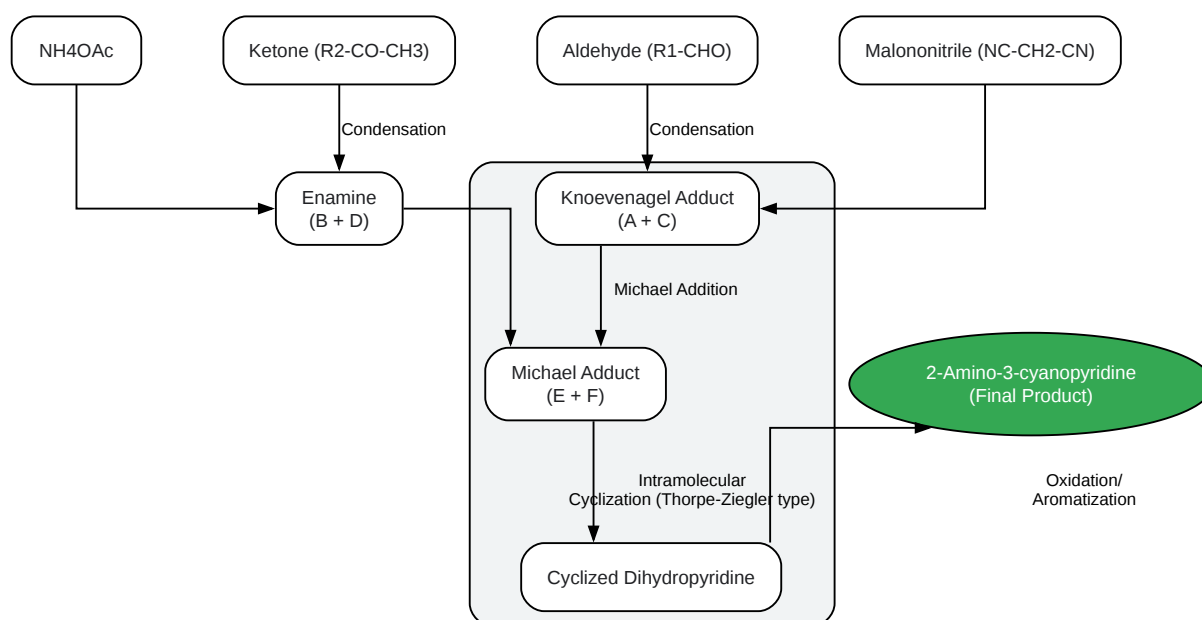 NH4OAc
Ketone (R2-CO-CH3)
Aldehyde (R1-CHO)
Malononitrile (NC-CH2-CN)
Condensation
Condensation
Enamine
(B + D)
Knoevenagel Adduct
(A + C)
Michael Addition
Michael Adduct
(E + F)
2-Amino-3-cyanopyridine
(Final Product)
Intramolecular
Cyclization (Thorpe-Ziegler type)
Oxidation/
Aromatization
Cyclized Dihydropyridine